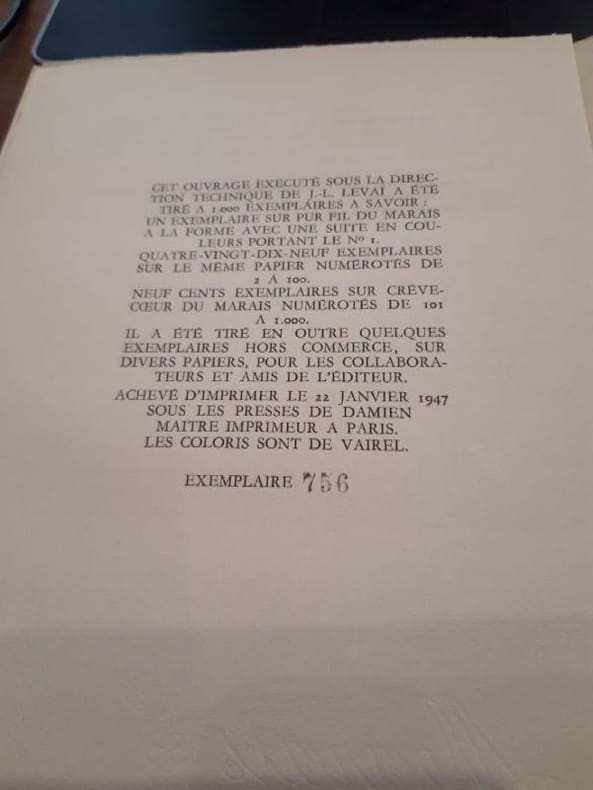 CET OUVRAGE EXÉCUTÉ SOUS LA DIREC-
TION TECHNIQUE DE J.-L. LEVAI A ÉTÉ
TIRÉ A 1.000 EXEMPLAIRES A SAVOIR :
UN EXEMPLAIRE SUR PUR FIL DU MARAIS
A LA FORME AVEC UNE SUITE EN COU-
LEURS PORTANT LE Nº 1.
QUATRE-VINGT-DIX-NEUF EXEMPLAIRES
SUR LE MÊME PAPIER NUMÉROTÉS DE
2 A 100.
NEUF CENTS EXEMPLAIRES SUR CRÈVE-
CŒUR DU MARAIS NUMÉROTÉS DE 101
A 1.000.
IL A ÉTÉ TIRÉ EN OUTRE QUELQUES
EXEMPLAIRES HORS COMMERCE, SUR
DIVERS PAPIERS, POUR LES COLLABORA-
TEURS ET AMIS DE L'ÉDITEUR.
ACHEVÉ D'IMPRIMER LE 22 JANVIER 1947
SOUS LES PRESSES DE DAMIEN
MAITRE IMPRIMEUR A PARIS.
LES COLORIS SONT DE VAIREL.
EXEMPLAIRE 756